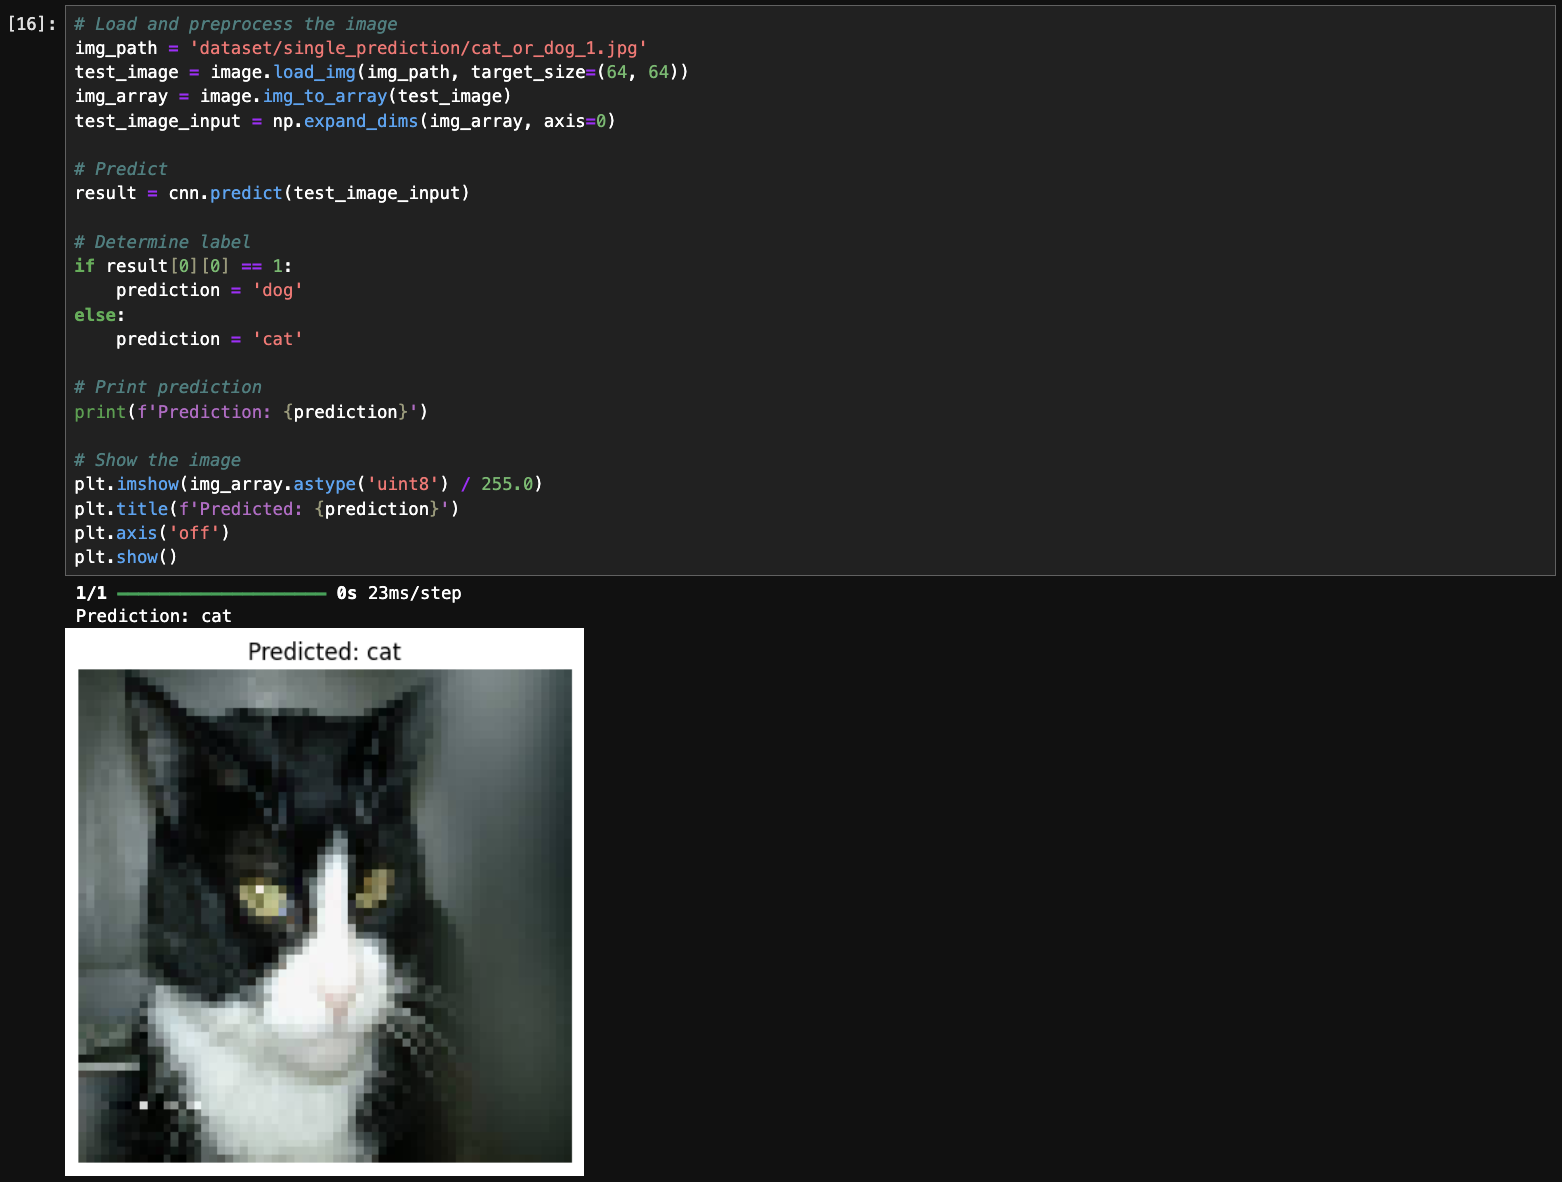 [16]:
# Load and preprocess the image
img_path = 'dataset/single_prediction/cat_or_dog_1.jpg'
test_image = image.load_img(img_path, target_size=(64, 64))
img_array = image.img_to_array(test_image)
test_image_input = np.expand_dims(img_array, axis=0)

# Predict
result = cnn.predict(test_image_input)

# Determine label
if result[0][0] == 1:
    prediction = 'dog'
else:
    prediction = 'cat'

# Print prediction
print(f'Prediction: {prediction}')

# Show the image
plt.imshow(img_array.astype('uint8') / 255.0)
plt.title(f'Predicted: {prediction}')
plt.axis('off')
plt.show()
1/1 0s 23ms/step
Prediction: cat
Predicted: cat